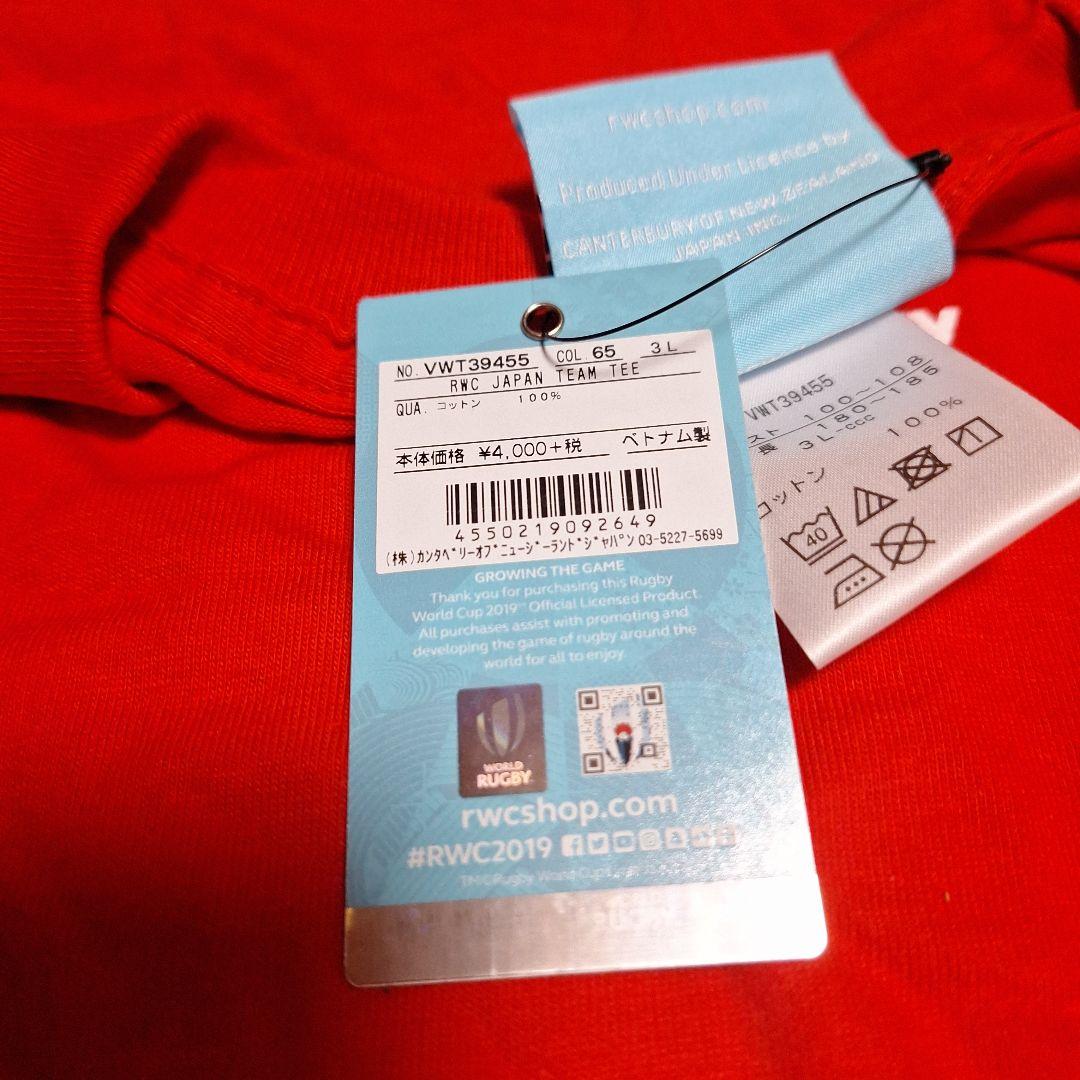 rwcshop.com
Produced Under Licence by
CANTERBURY OF NEW ZEALAND
JAPAN INC.
NO. VWT39455 COL. 65 3L
RWC JAPAN TEAM TEE
QUA. コットン 100%
本体価格 ¥4,000+税 ベトナム製
4550219092649
(株)カンタベリーオブニュージーランドジャパン 03-5227-5699
GROWING THE GAME
Thank you for purchasing this Rugby
World Cup 2019™ Official Licensed Product.
All purchases assist with promoting and
developing the game of rugby around the
world for all to enjoy.
WORLD
RUGBY
rwcshop.com
#RWC2019
VWT39455
スト 100~108
長 180~185
3L-CCC
コットン 100%
40
1